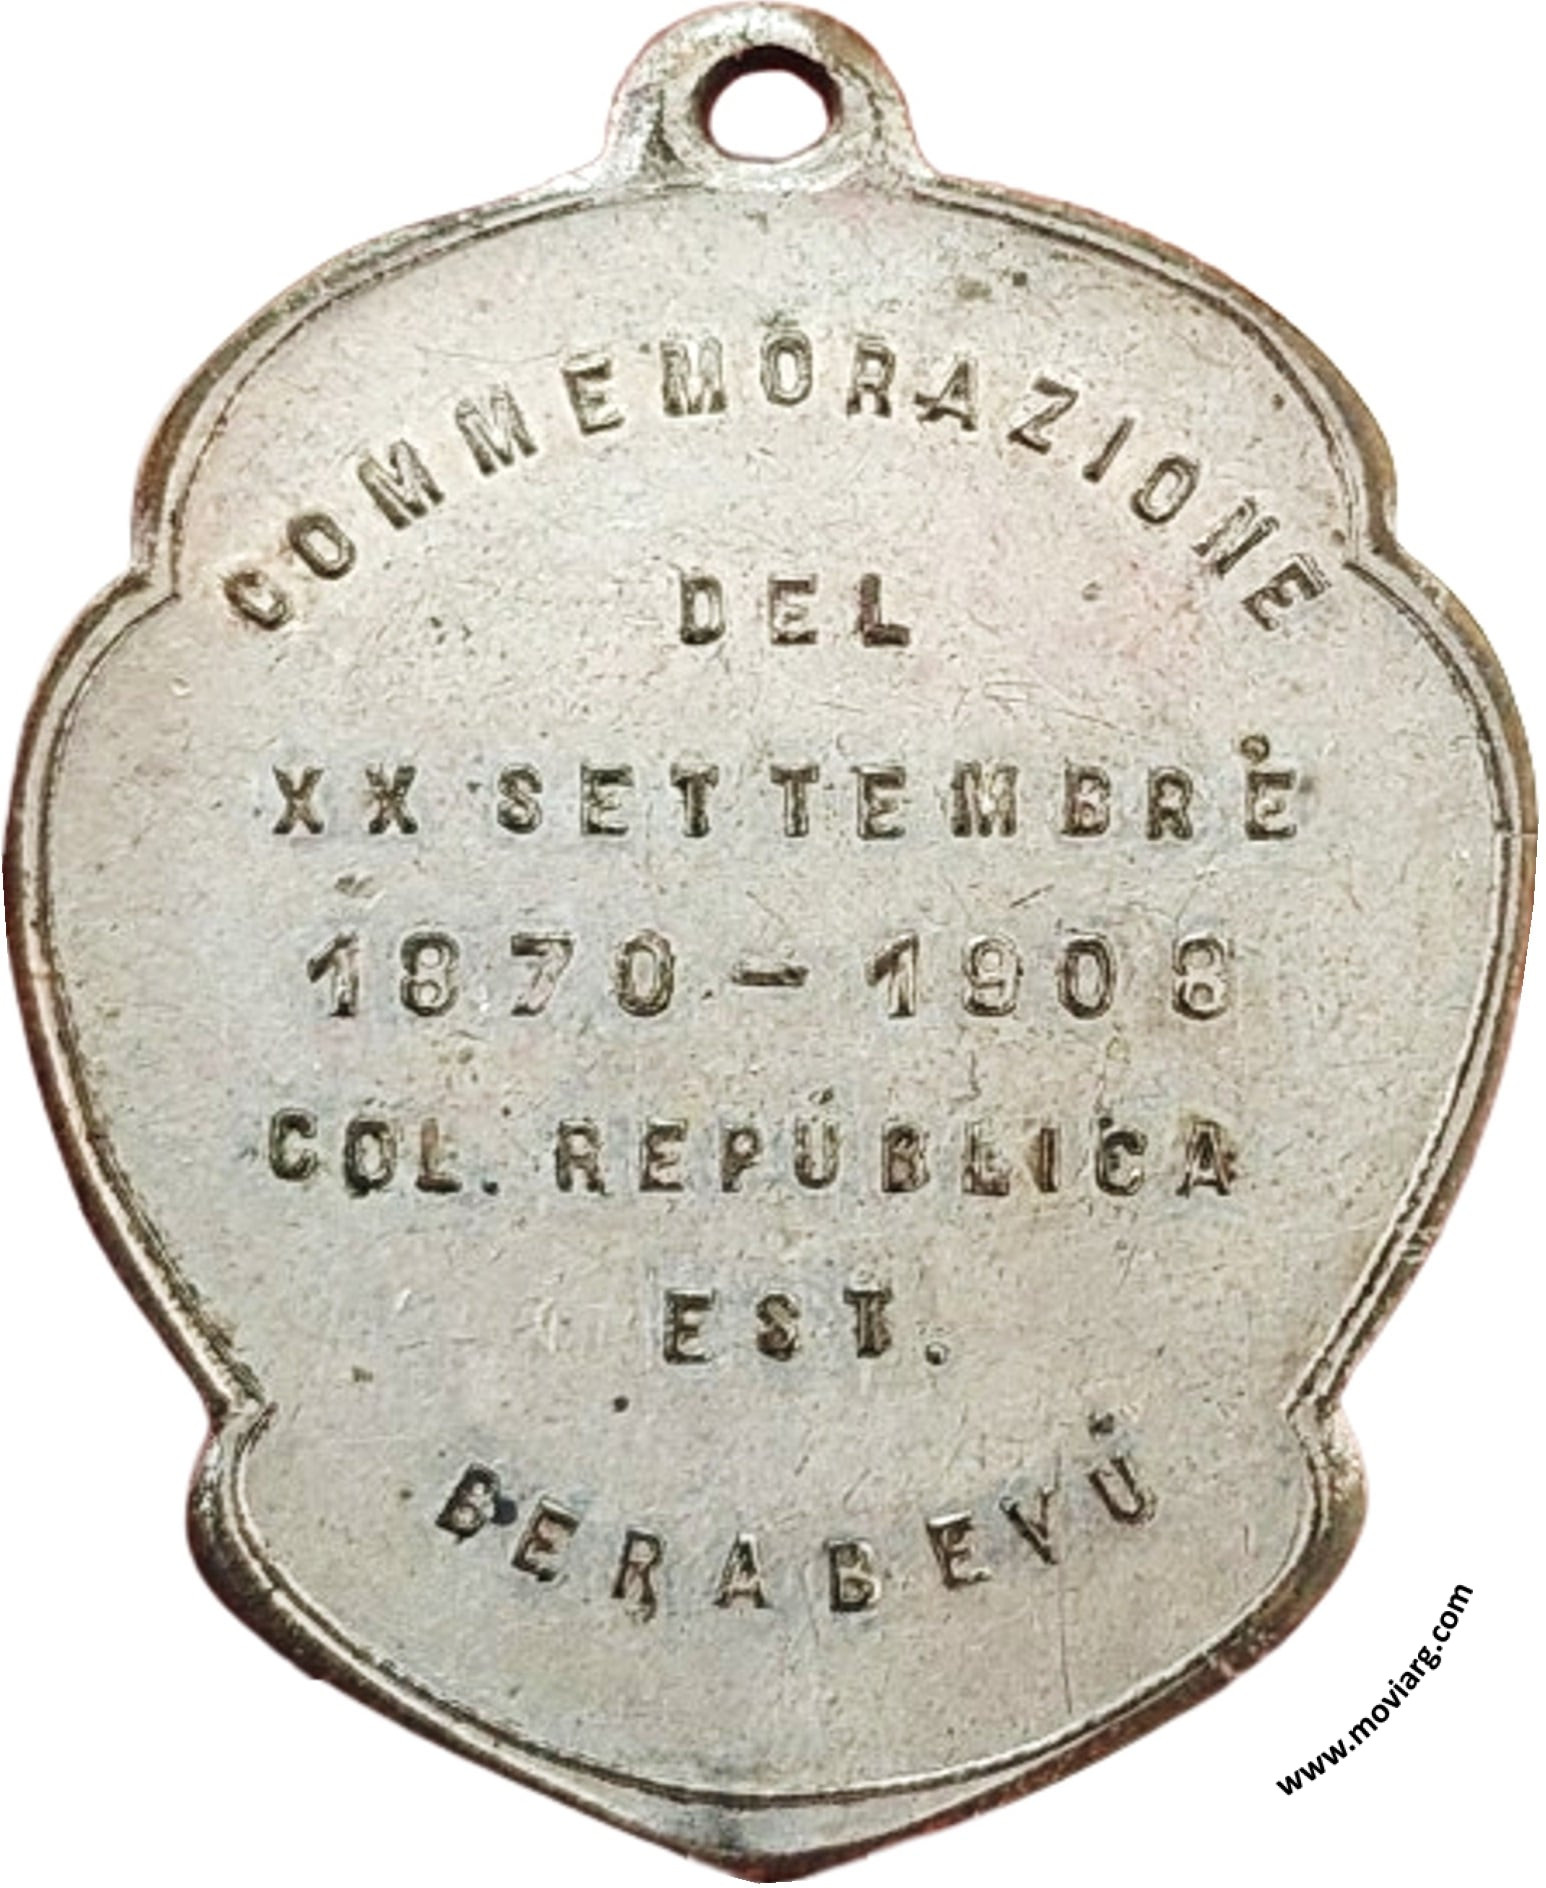 COMMEMORAZIONE
DEL
XX SETTEMBRE
1870-1908
COL. REPÚBLICA
EST.
BERABEVÚ
www.moviarg.com